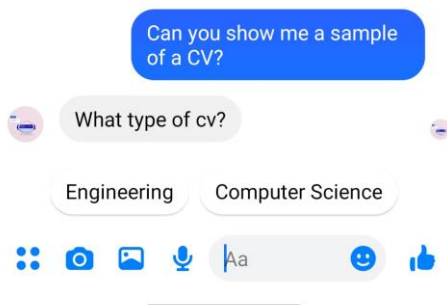 Can you show me a sample
of a CV?
What type of cv?
Engineering
Computer Science
Aa